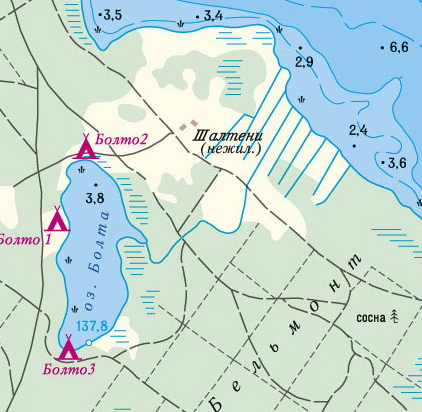 3,5
3,4
2,9
6,6
Болто2
Шалтени
(нежил.)
2,4
3,6
3,8
Болто 1
оз. Болта
137,8
Болто3
Бельмонт
сосна